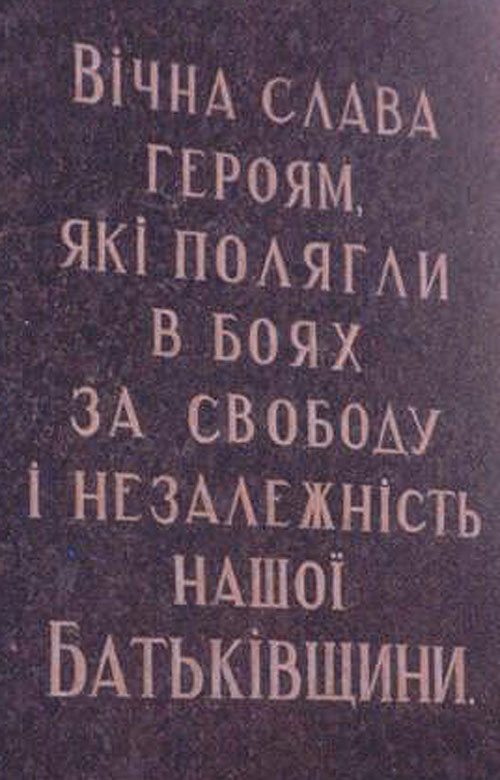 Вічна слава
героям,
які полягли
в боях
за свободу
і незалежність
нашої
Батьківщини.